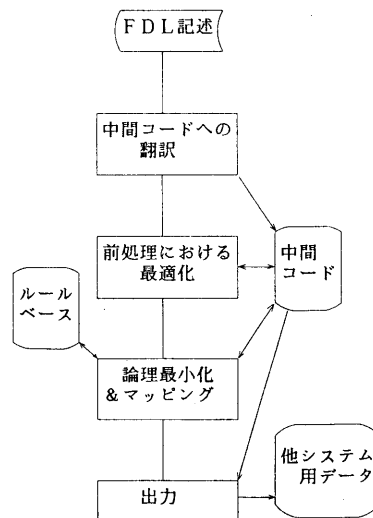 ＦＤＬ記述
中間コードへの
翻訳
前処理における
最適化
中間
コード
ルール
ベース
論理最小化
＆マッピング
他システム
用データ
出力